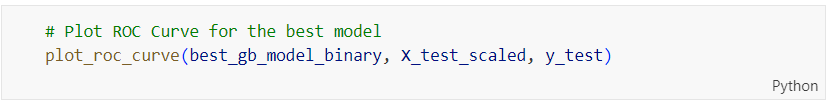 # Plot ROC Curve for the best model
plot_roc_curve(best_gb_model_binary, X_test_scaled, y_test)
Python